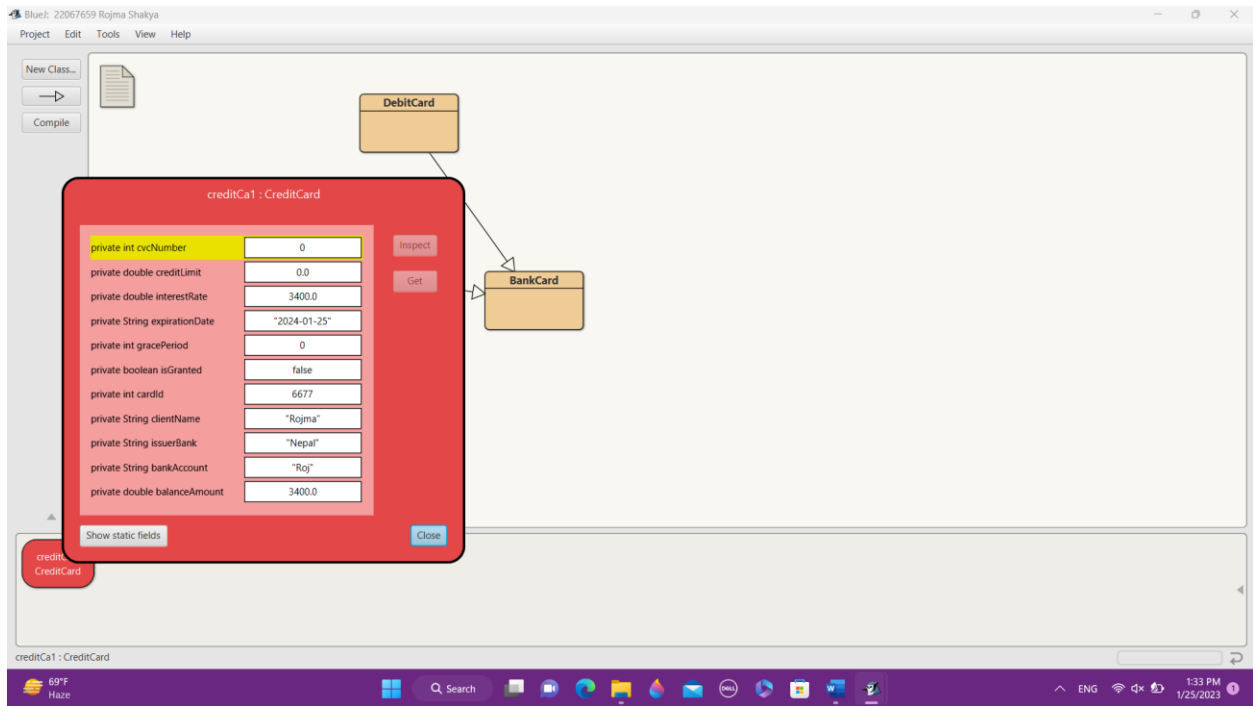 BlueJ: 22067659 Rojma Shakya
Project Edit Tools View Help
New Class...
Compile
DebitCard
BankCard
creditCa1 : CreditCard
private int cvcNumber 0
private double creditLimit 0.0
private double interestRate 3400.0
private String expirationDate "2024-01-25"
private int gracePeriod 0
private boolean isGranted false
private int cardId 6677
private String clientName "Rojma"
private String issuerBank "Nepal"
private String bankAccount "Roj"
private double balanceAmount 3400.0
Inspect
Get
Show static fields
Close
CreditCard
creditCa1 : CreditCard
69°F
Haze
Search
DELL
ENG
1:33 PM
1/25/2023
1